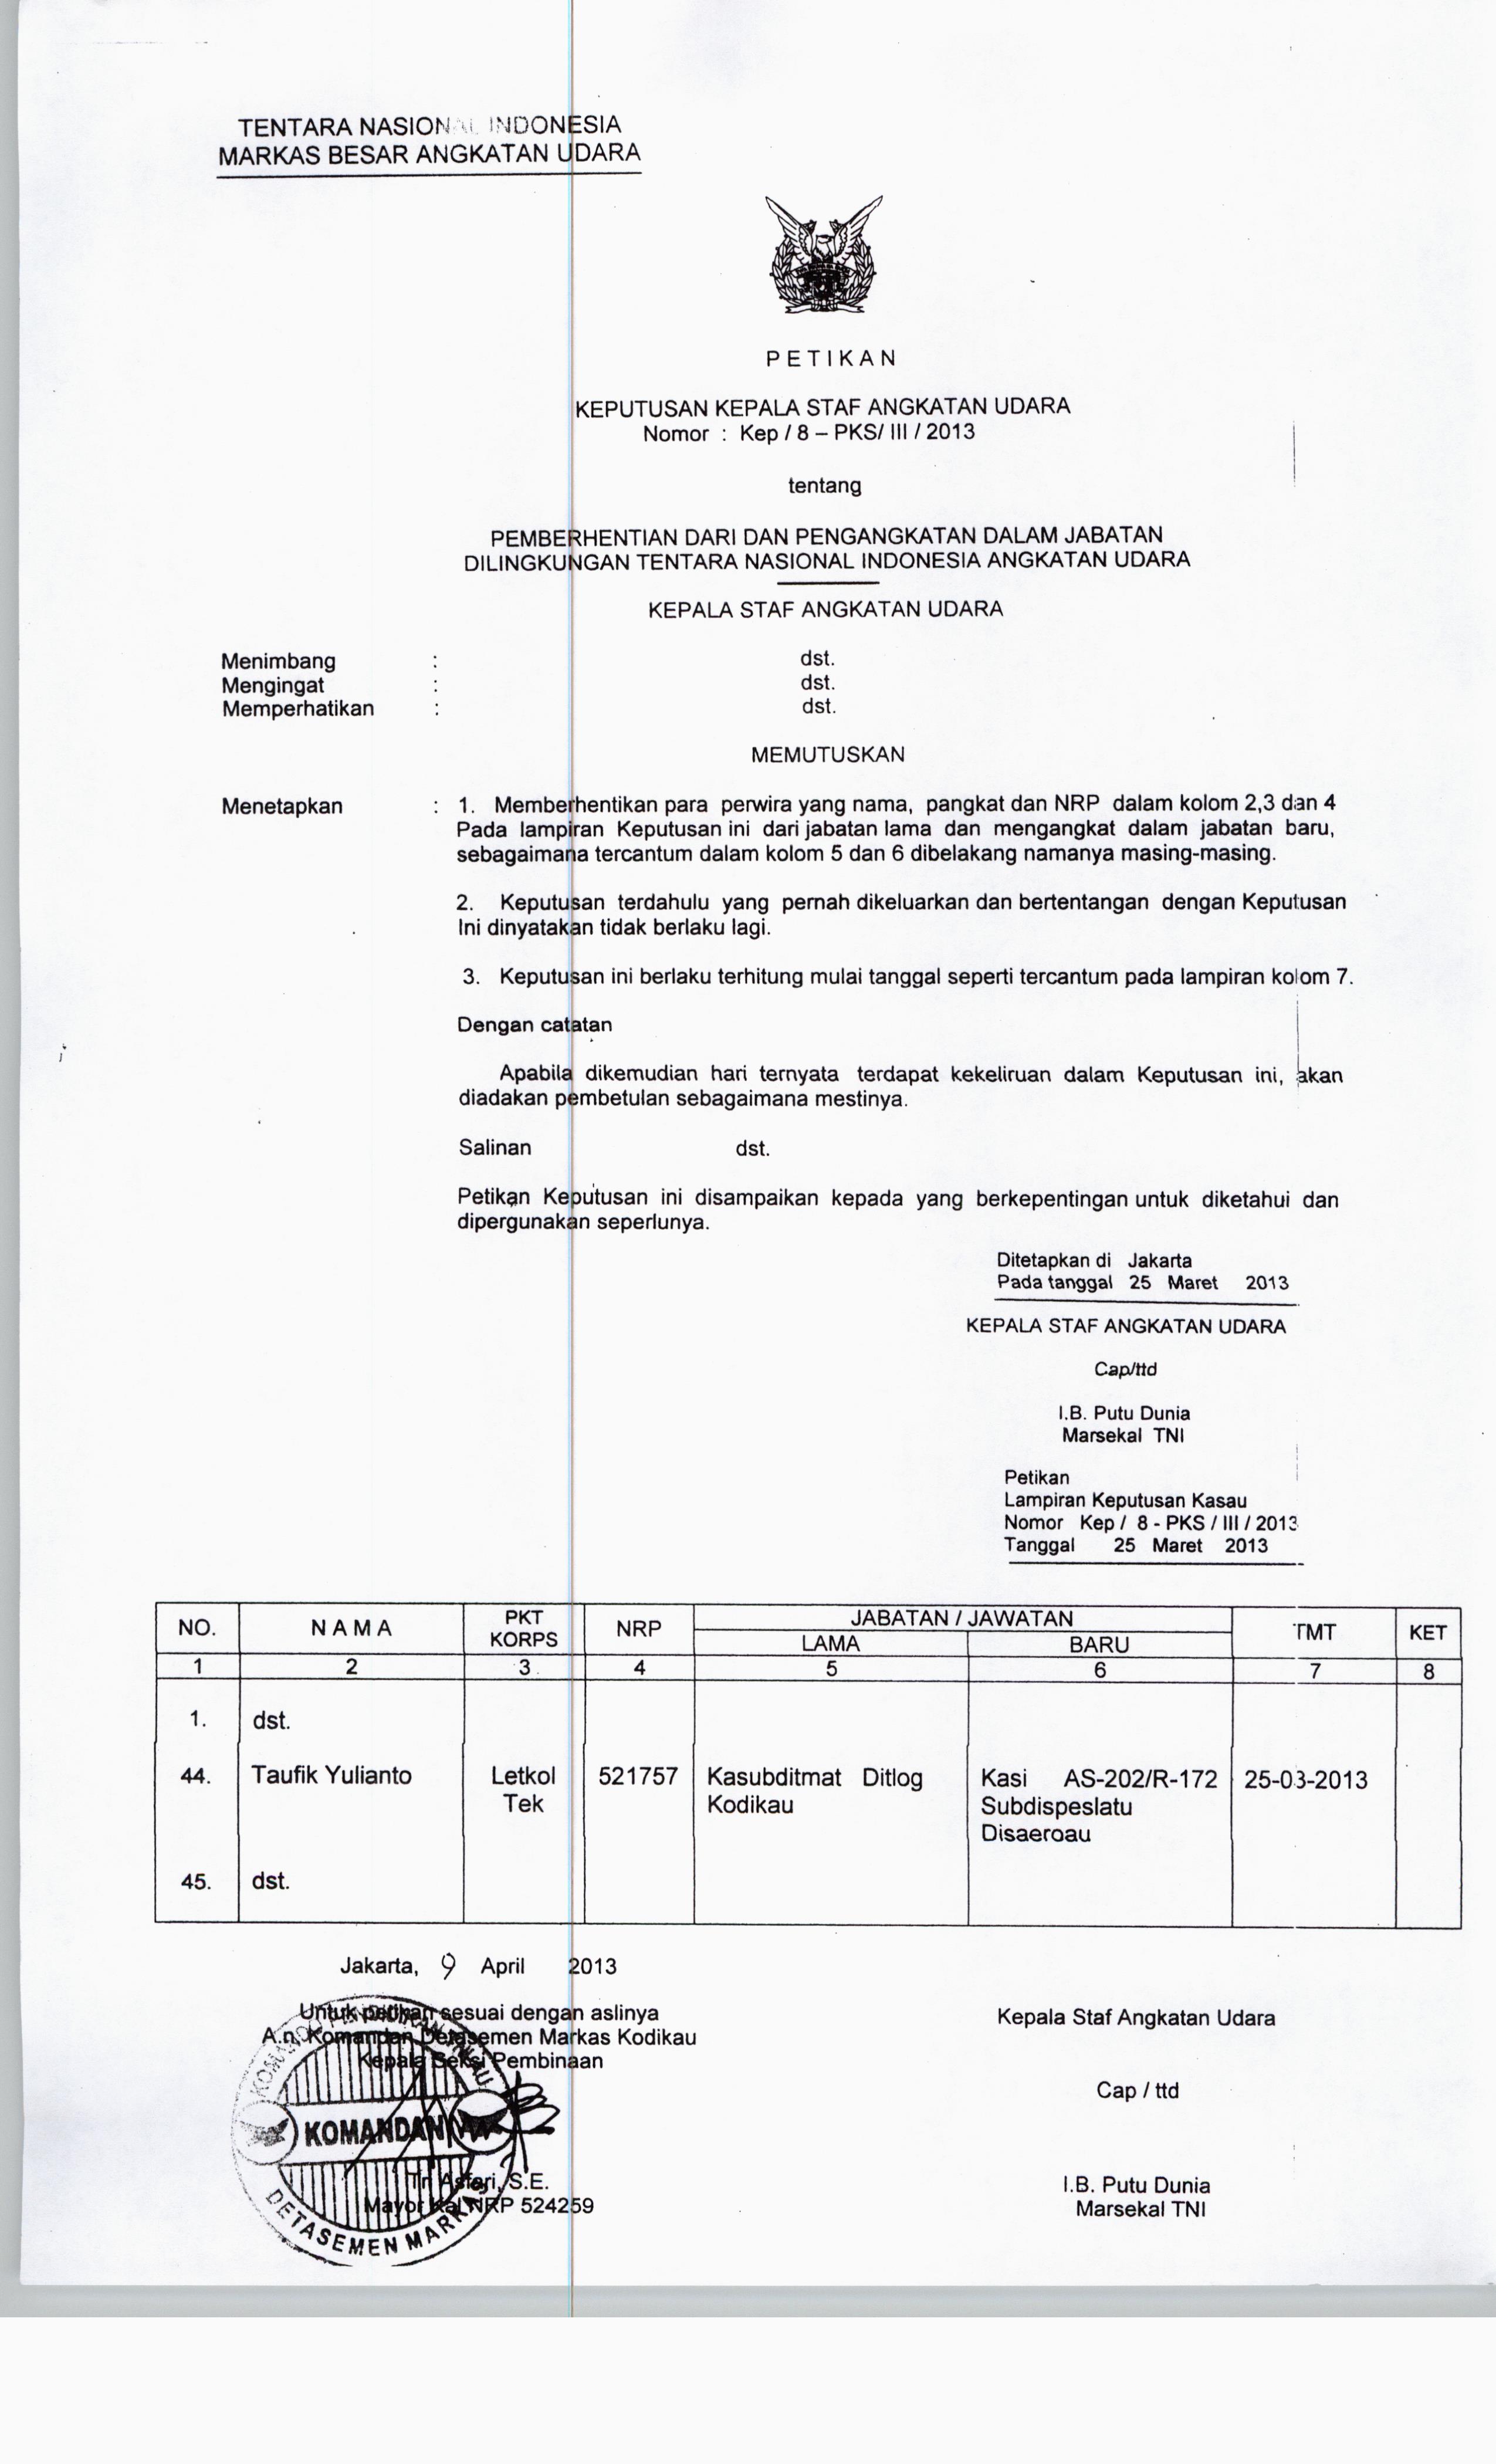 TENTARA NASIONAL INDONESIA
MARKAS BESAR ANGKATAN UDARA
PETIKAN
KEPUTUSAN KEPALA STAF ANGKATAN UDARA
Nomor : Kep / 8 – PKS/ III / 2013
tentang
PEMBERHENTIAN DARI DAN PENGANGKATAN DALAM JABATAN
DILINGKUNGAN TENTARA NASIONAL INDONESIA ANGKATAN UDARA
KEPALA STAF ANGKATAN UDARA
Menimbang : dst.
Mengingat : dst.
Memperhatikan : dst.
MEMUTUSKAN
Menetapkan : 1. Memberhentikan para perwira yang nama, pangkat dan NRP dalam kolom 2,3 dan 4
Pada lampiran Keputusan ini dari jabatan lama dan mengangkat dalam jabatan baru,
sebagaimana tercantum dalam kolom 5 dan 6 dibelakang namanya masing-masing.
2. Keputusan terdahulu yang pernah dikeluarkan dan bertentangan dengan Keputusan
Ini dinyatakan tidak berlaku lagi.
3. Keputusan ini berlaku terhitung mulai tanggal seperti tercantum pada lampiran kolom 7.
Dengan catatan
Apabila dikemudian hari ternyata terdapat kekeliruan dalam Keputusan ini, akan
diadakan pembetulan sebagaimana mestinya.
Salinan dst.
Petikan Keputusan ini disampaikan kepada yang berkepentingan untuk diketahui dan
dipergunakan seperlunya.
Ditetapkan di Jakarta
Pada tanggal 25 Maret 2013
KEPALA STAF ANGKATAN UDARA
Cap/ttd
I.B. Putu Dunia
Marsekal TNI
Petikan
Lampiran Keputusan Kasau
Nomor Kep / 8 - PKS / III / 2013
Tanggal 25 Maret 2013
NO. NAMA PKT KORPS NRP JABATAN / JAWATAN TMT KET
LAMA BARU
1 2 3 4 5 6 7 8
1. dst.
44. Taufik Yulianto Letkol 521757 Kasubditmat Ditlog Kasi AS-202/R-172 25-03-2013
Tek Kodikau Subdispeslatu
Disaeroau
45. dst.
Jakarta, 9 April 2013
Untuk petikan sesuai dengan aslinya
A.n. Komandan Detasemen Markas Kodikau
Kepala Seksi Pembinaan
KOMANDAN
DETASEMEN MARKAS
Tri Asfari, S.E.
Mayor Kal NRP 524259
Kepala Staf Angkatan Udara
Cap / ttd
I.B. Putu Dunia
Marsekal TNI